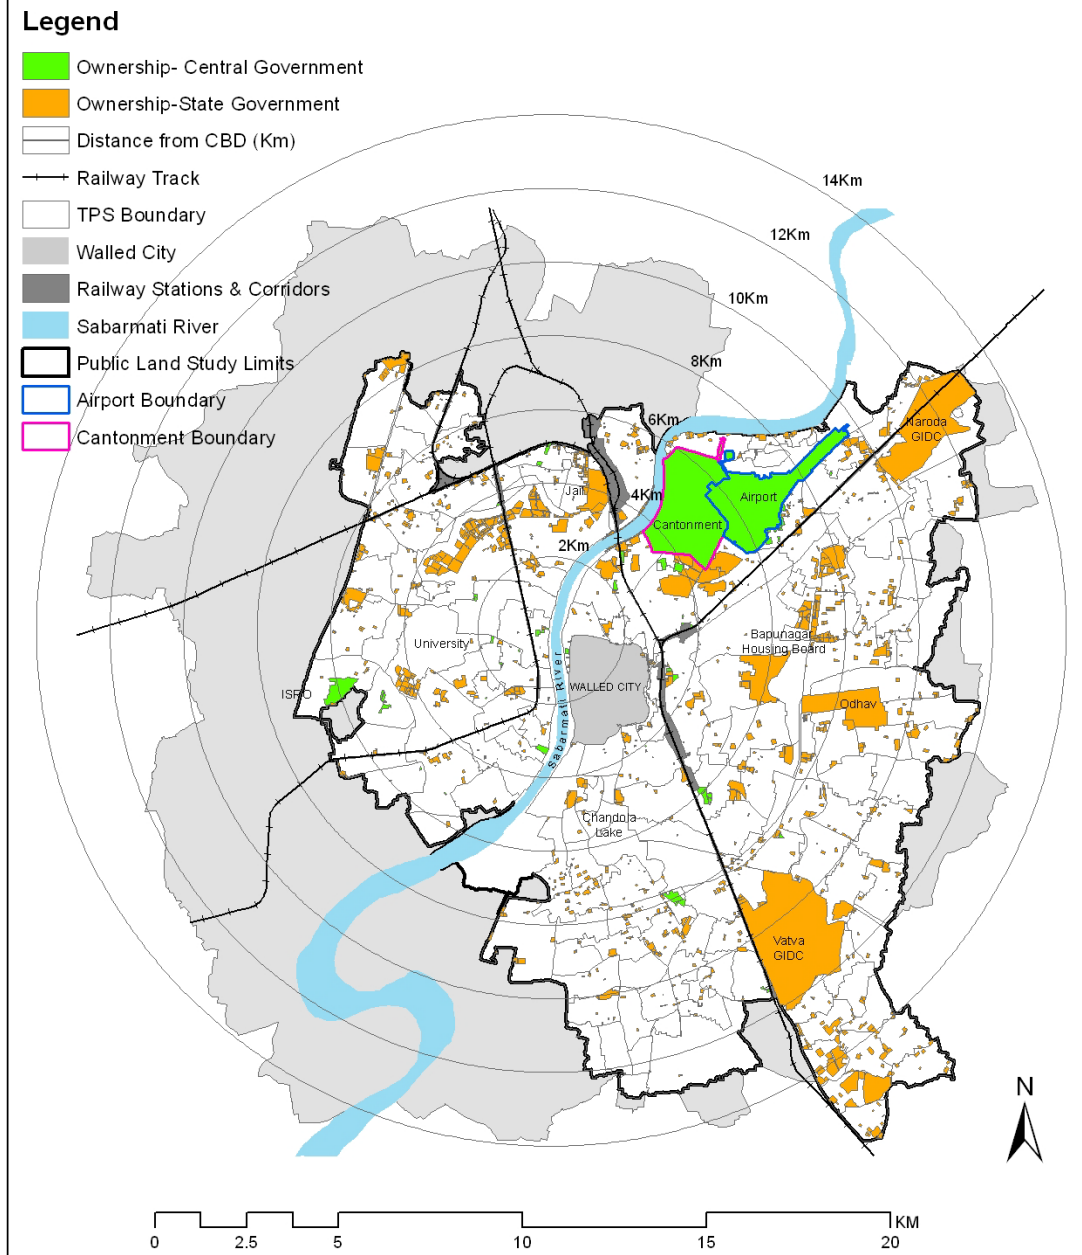 Legend
Ownership- Central Government
Ownership-State Government
Distance from CBD (Km)
Railway Track
TPS Boundary
Walled City
Railway Stations & Corridors
Sabarmati River
Public Land Study Limits
Airport Boundary
Cantonment Boundary
14Km
12Km
10Km
8Km
6Km
4Km
2Km
Naroda
GIDC
Jail
Airport
Cantonment
University
Bapunagar
Housing Board
ISRO
WALLED CITY
Odhav
Sabarmati River
Chandola
Lake
Vatva
GIDC
N
KM
0
2.5
5
10
15
20